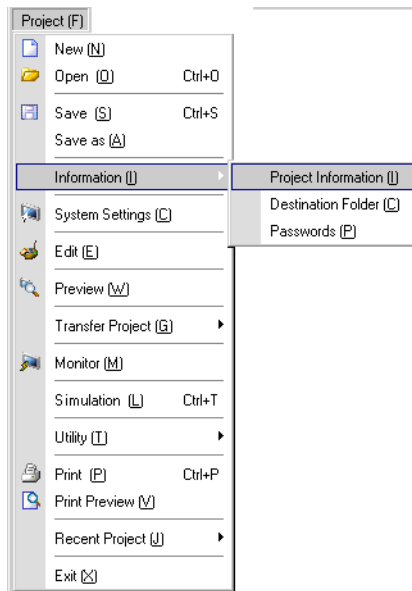 Project (F)
New (N)
Open (O) Ctrl+O
Save (S) Ctrl+S
Save as (A)
Information (I)
Project Information (I)
System Settings (C)
Destination Folder (C)
Passwords (P)
Edit (E)
Preview (W)
Transfer Project (G)
Monitor (M)
Simulation (L) Ctrl+T
Utility (T)
Print (P) Ctrl+P
Print Preview (V)
Recent Project (J)
Exit (X)